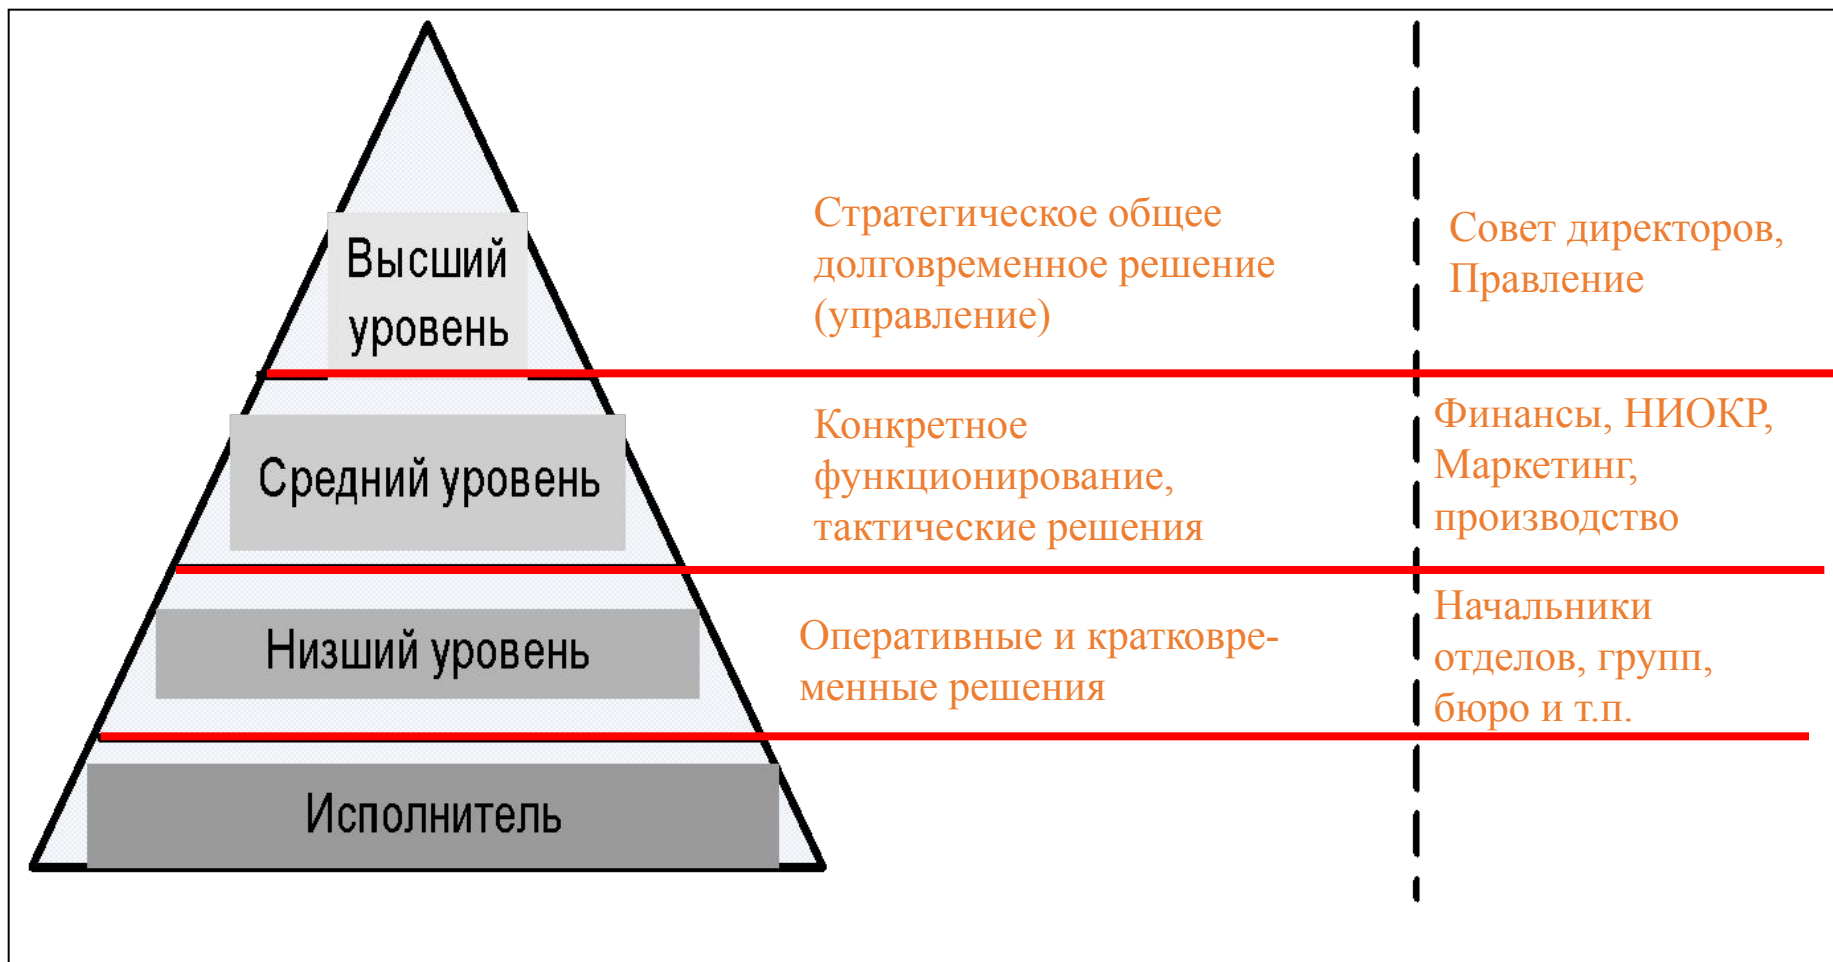 Высший
уровень
Стратегическое общее
долговременное решение
(управление)
Совет директоров,
Правление
Средний уровень
Конкретное
функционирование,
тактические решения
Финансы, НИОКР,
Маркетинг,
производство
Низший уровень
Оперативные и кратковре-
менные решения
Начальники
отделов, групп,
бюро и т.п.
Исполнитель